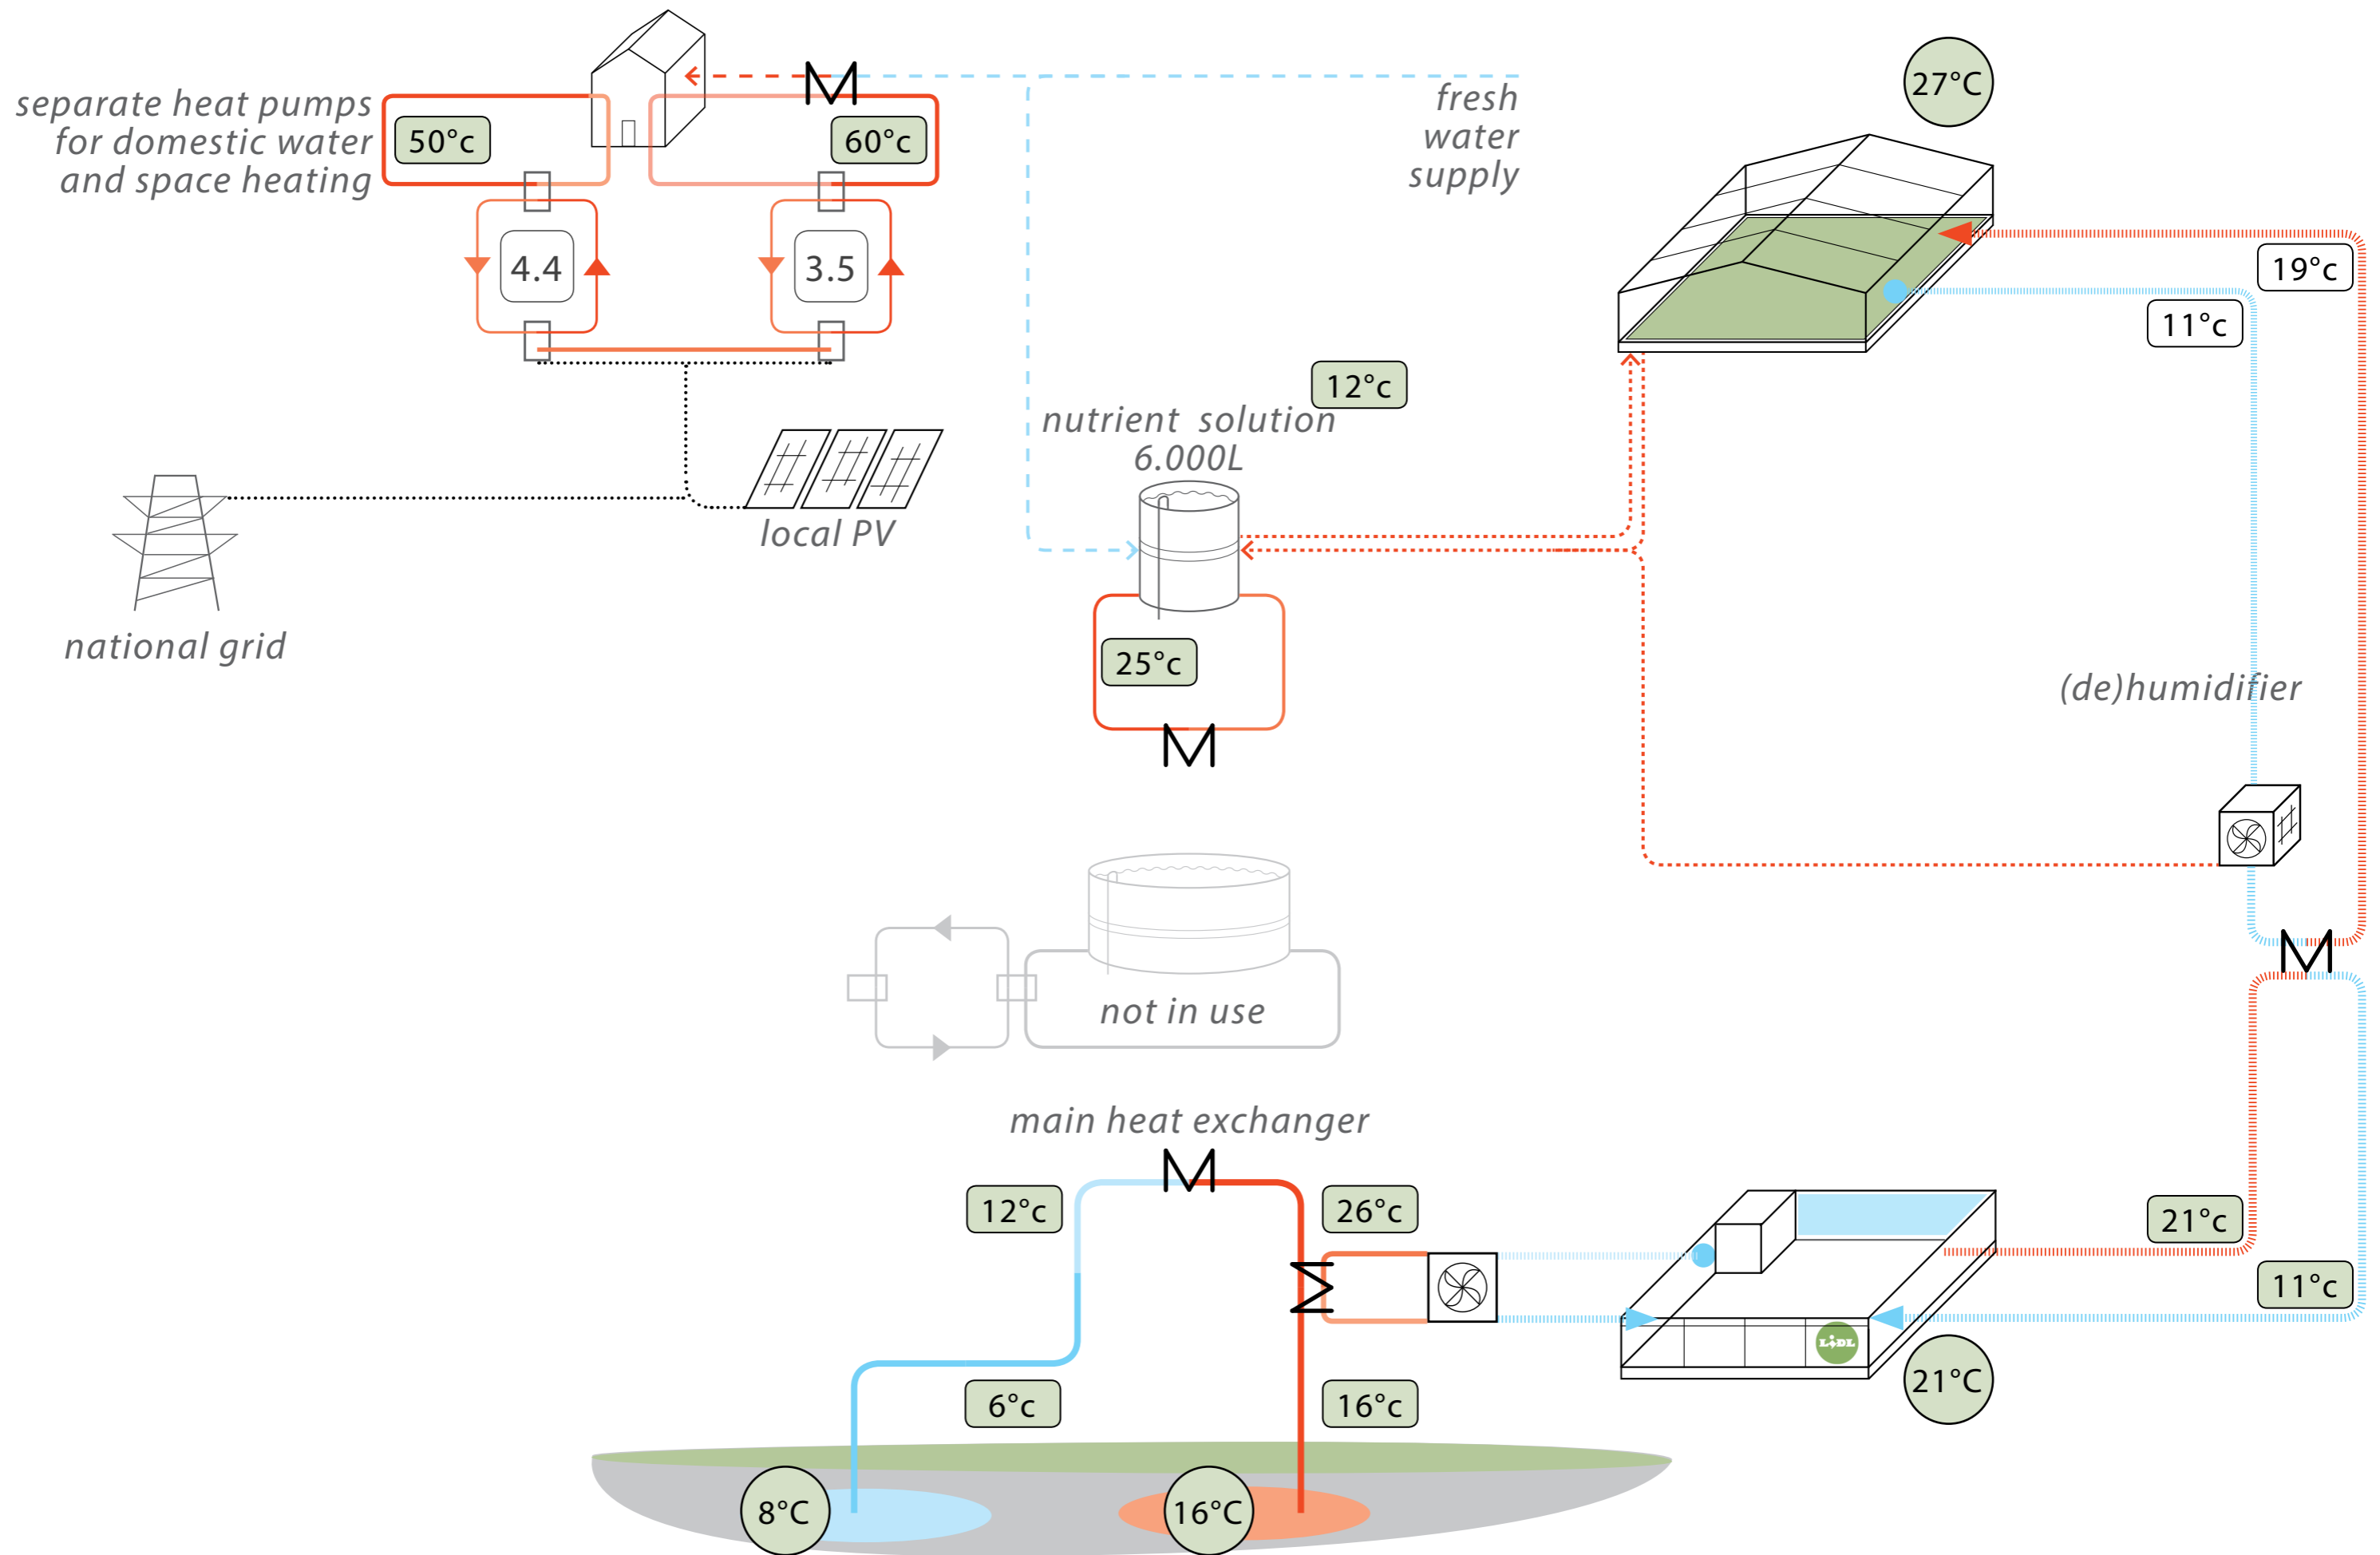 27°C
separate heat pumps
for domestic water
and space heating
50°c
60°c
fresh
water
supply
4.4
3.5
19°c
11°c
12°c
nutrient solution
6.000L
local PV
national grid
25°c
(de)humidifier
not in use
main heat exchanger
12°c
26°c
21°c
11°c
LiDL
6°c
16°c
21°C
8°C
16°C